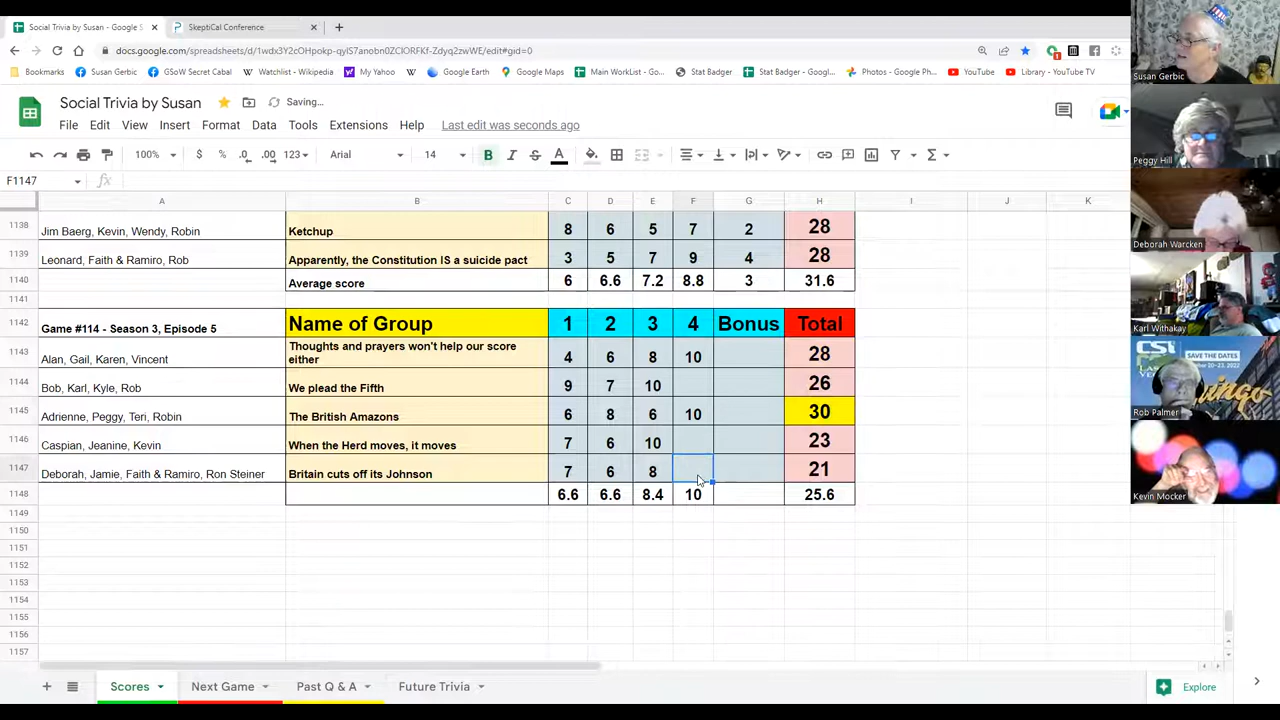 Social Trivia by Susan - Google S
SkeptiCal Conference
docs.google.com/spreadsheets/d/1wdx3Y2cOHpokp-qyIS7anobn0ZCIORFKf-Zdyq2zwWE/edit#gid=0
Bookmarks Susan Gerbic GSoW Secret Cabal Watchlist - Wikipedia My Yahoo Google Earth Google Maps Main WorkList - Go... Stat Badger Stat Badger - Googl... Photos - Google Ph... YouTube Library - YouTube TV
Social Trivia by Susan Saving...
File Edit View Insert Format Data Tools Extensions Help Last edit was seconds ago
100% $ % .0 .00 123 Arial 14 B I S A
F1147 fx
A B C D E F G H I J K
1138 Jim Baerg, Kevin, Wendy, Robin Ketchup 8 6 5 7 2 28
1139 Leonard, Faith & Ramiro, Rob Apparently, the Constitution IS a suicide pact 3 5 7 9 4 28
1140 Average score 6 6.6 7.2 8.8 3 31.6
1141
1142 Game #114 - Season 3, Episode 5 Name of Group 1 2 3 4 Bonus Total
1143 Alan, Gail, Karen, Vincent Thoughts and prayers won't help our score either 4 6 8 10 28
1144 Bob, Karl, Kyle, Rob We plead the Fifth 9 7 10 26
1145 Adrienne, Peggy, Teri, Robin The British Amazons 6 8 6 10 30
1146 Caspian, Jeanine, Kevin When the Herd moves, it moves 7 6 10 23
1147 Deborah, Jamie, Faith & Ramiro, Ron Steiner Britain cuts off its Johnson 7 6 8 21
1148 6.6 6.6 8.4 10 25.6
1149
1150
1151
1152
1153
1154
1155
1156
1157
Scores Next Game Past Q & A Future Trivia Explore
Susan Gerbic
Peggy Hill
Deborah Warcken
Karl Withakay
CSI
SAVE THE DATES
Rob Palmer
Kevin Mocker